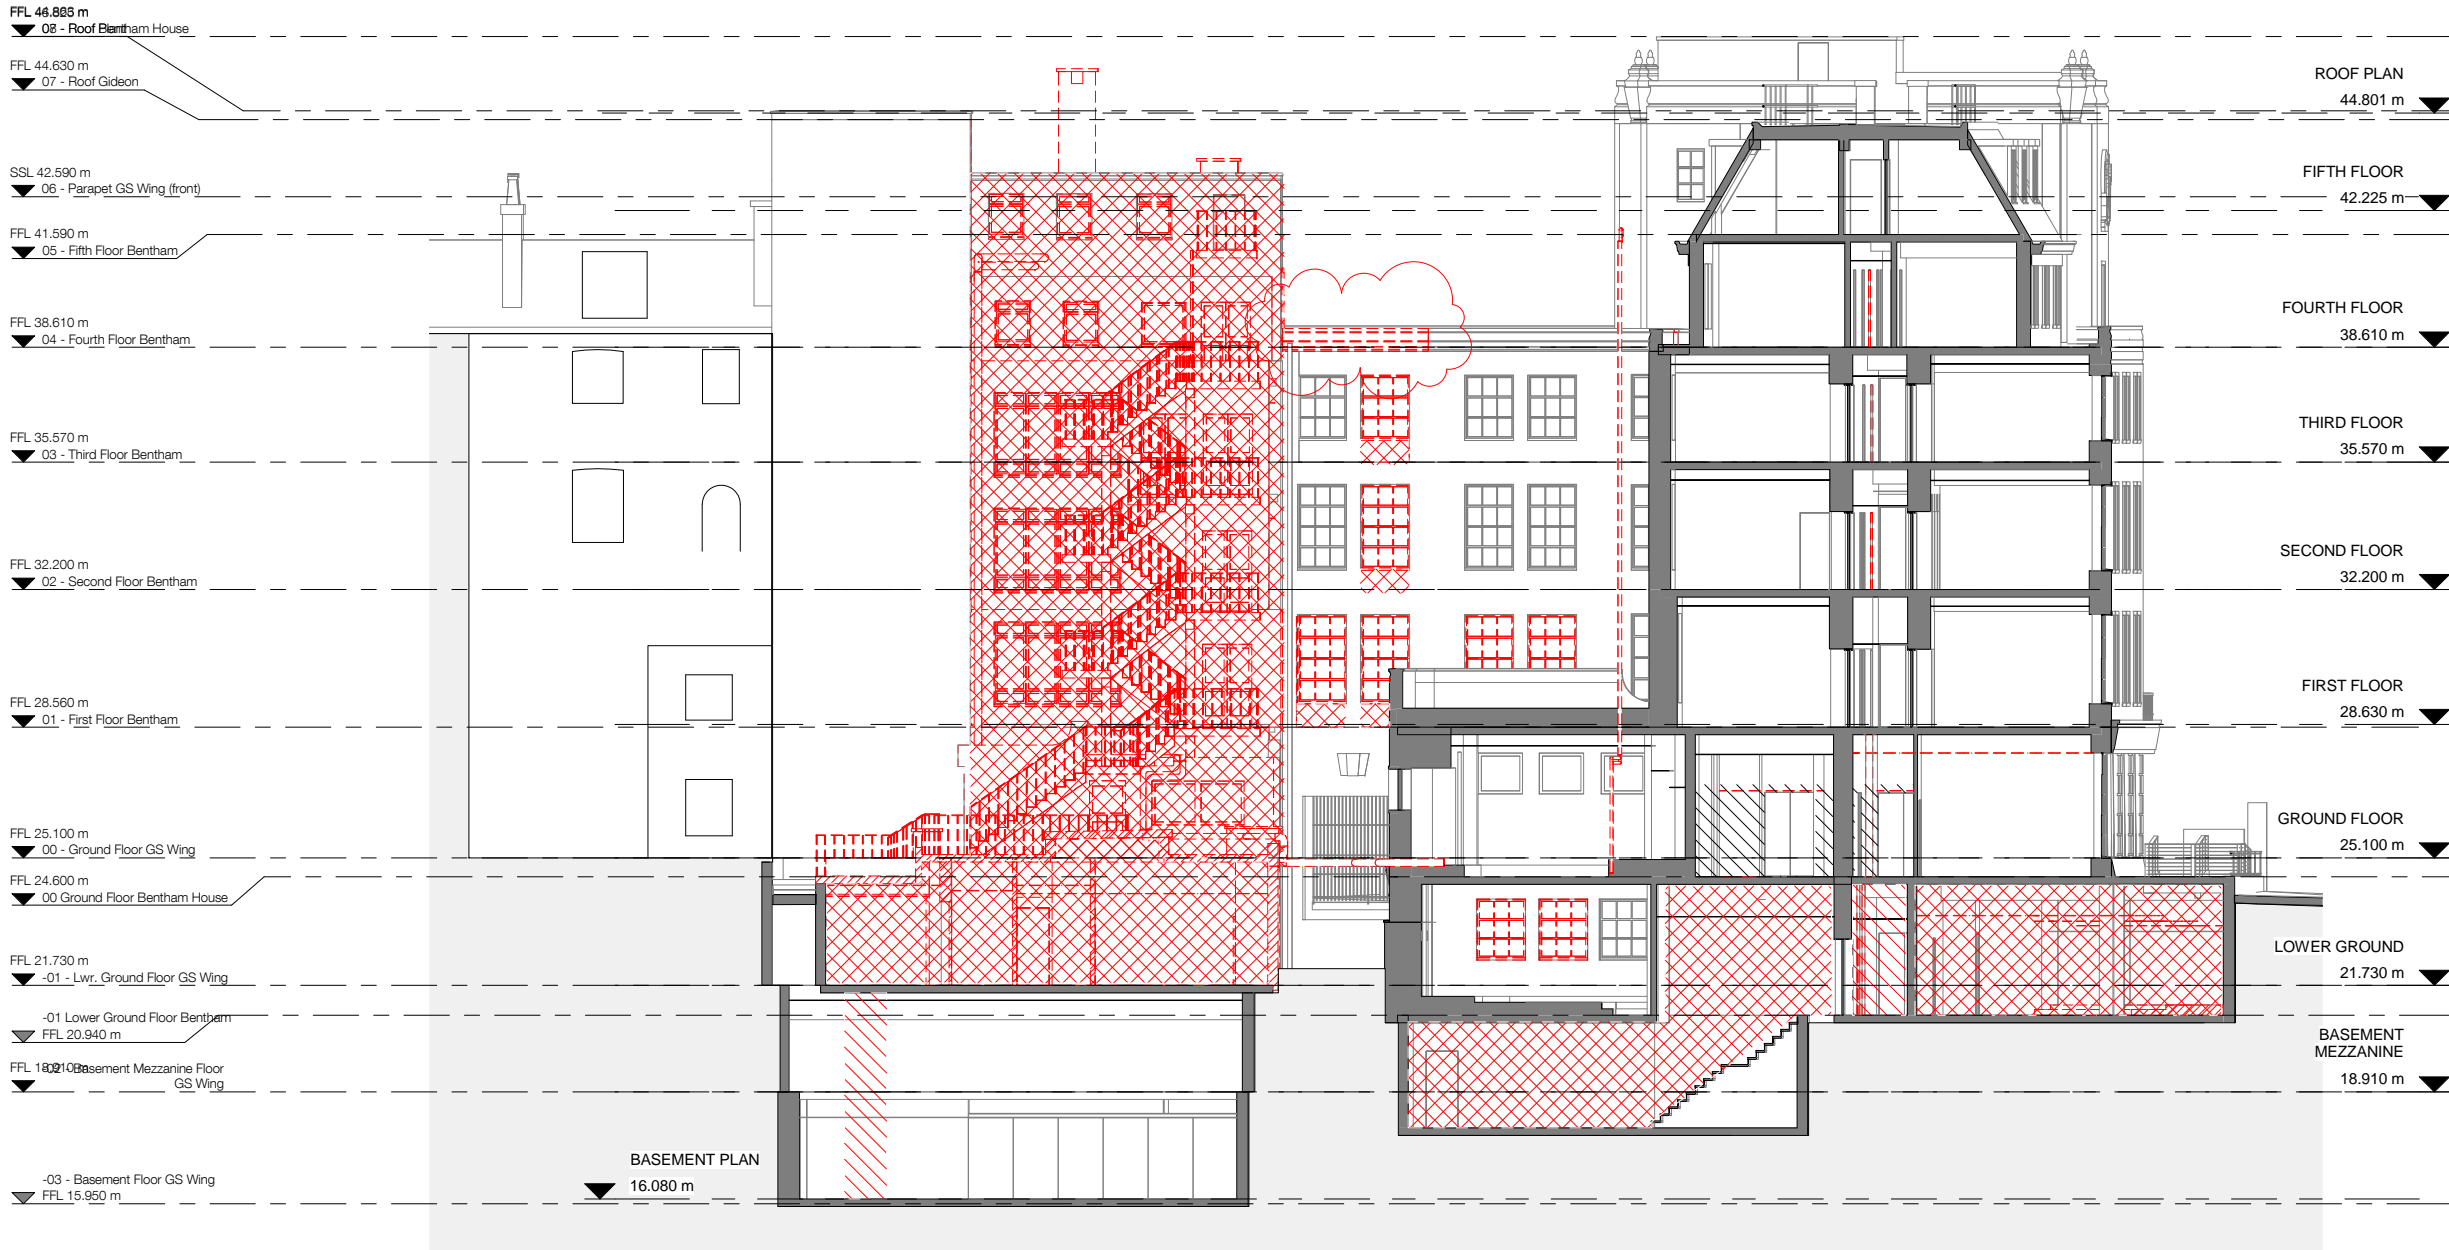 FFL
07 - Roof Gideon
FFL 44.630 m
SSL 42.590 m
06 - Parapet GS Wing (front)
FFL 41.590 m
05 - Fifth Floor Bentham
FFL 38.610 m
04 - Fourth Floor Bentham
FFL 35.570 m
03 - Third Floor Bentham
FFL 32.200 m
02 - Second Floor Bentham
FFL 28.560 m
01 - First Floor Bentham
FFL 25.100 m
00 - Ground Floor GS Wing
FFL 24.600 m
00 Ground Floor Bentham House
FFL 21.730 m
-01 - Lwr. Ground Floor GS Wing
-01 Lower Ground Floor Bentham
FFL 20.940 m
Basement Mezzanine Floor
GS Wing
-03 - Basement Floor GS Wing
FFL 15.950 m
BASEMENT PLAN
16.080 m
ROOF PLAN
44.801 m
FIFTH FLOOR
42.225 m
FOURTH FLOOR
38.610 m
THIRD FLOOR
35.570 m
SECOND FLOOR
32.200 m
FIRST FLOOR
28.630 m
GROUND FLOOR
25.100 m
LOWER GROUND
21.730 m
BASEMENT
MEZZANINE
18.910 m